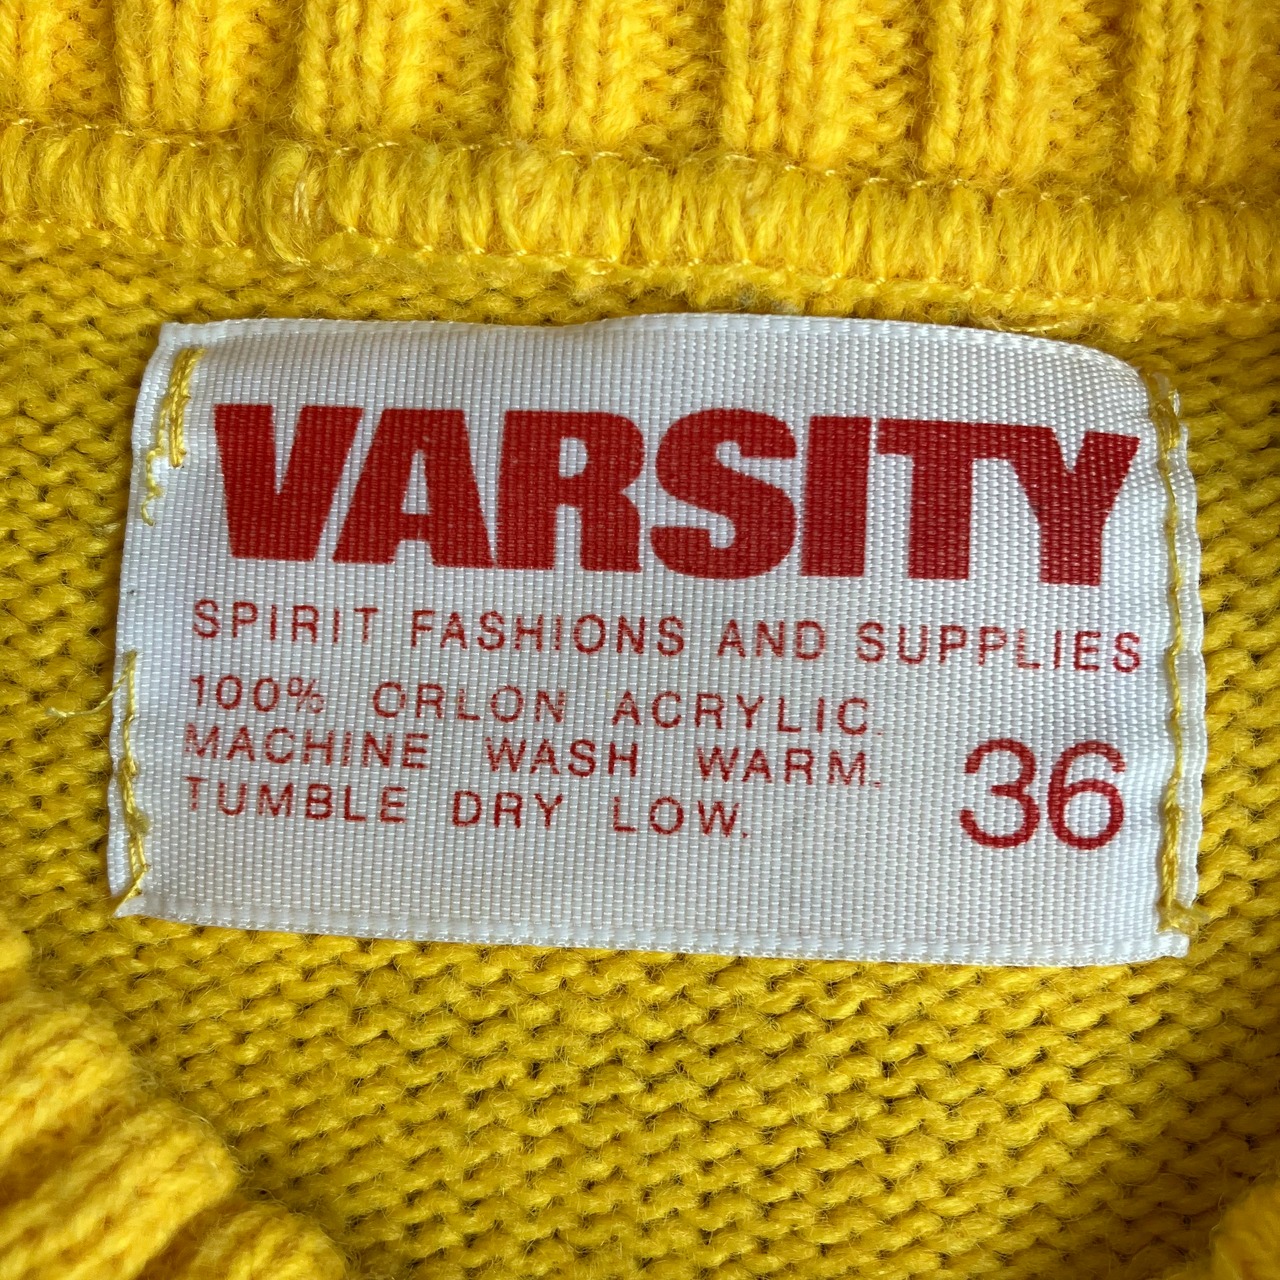 VARSITY
SPIRIT FASHIONS AND SUPPLIES
100% ORLON ACRYLIC.
MACHINE WASH WARM.
TUMBLE DRY LOW.
36